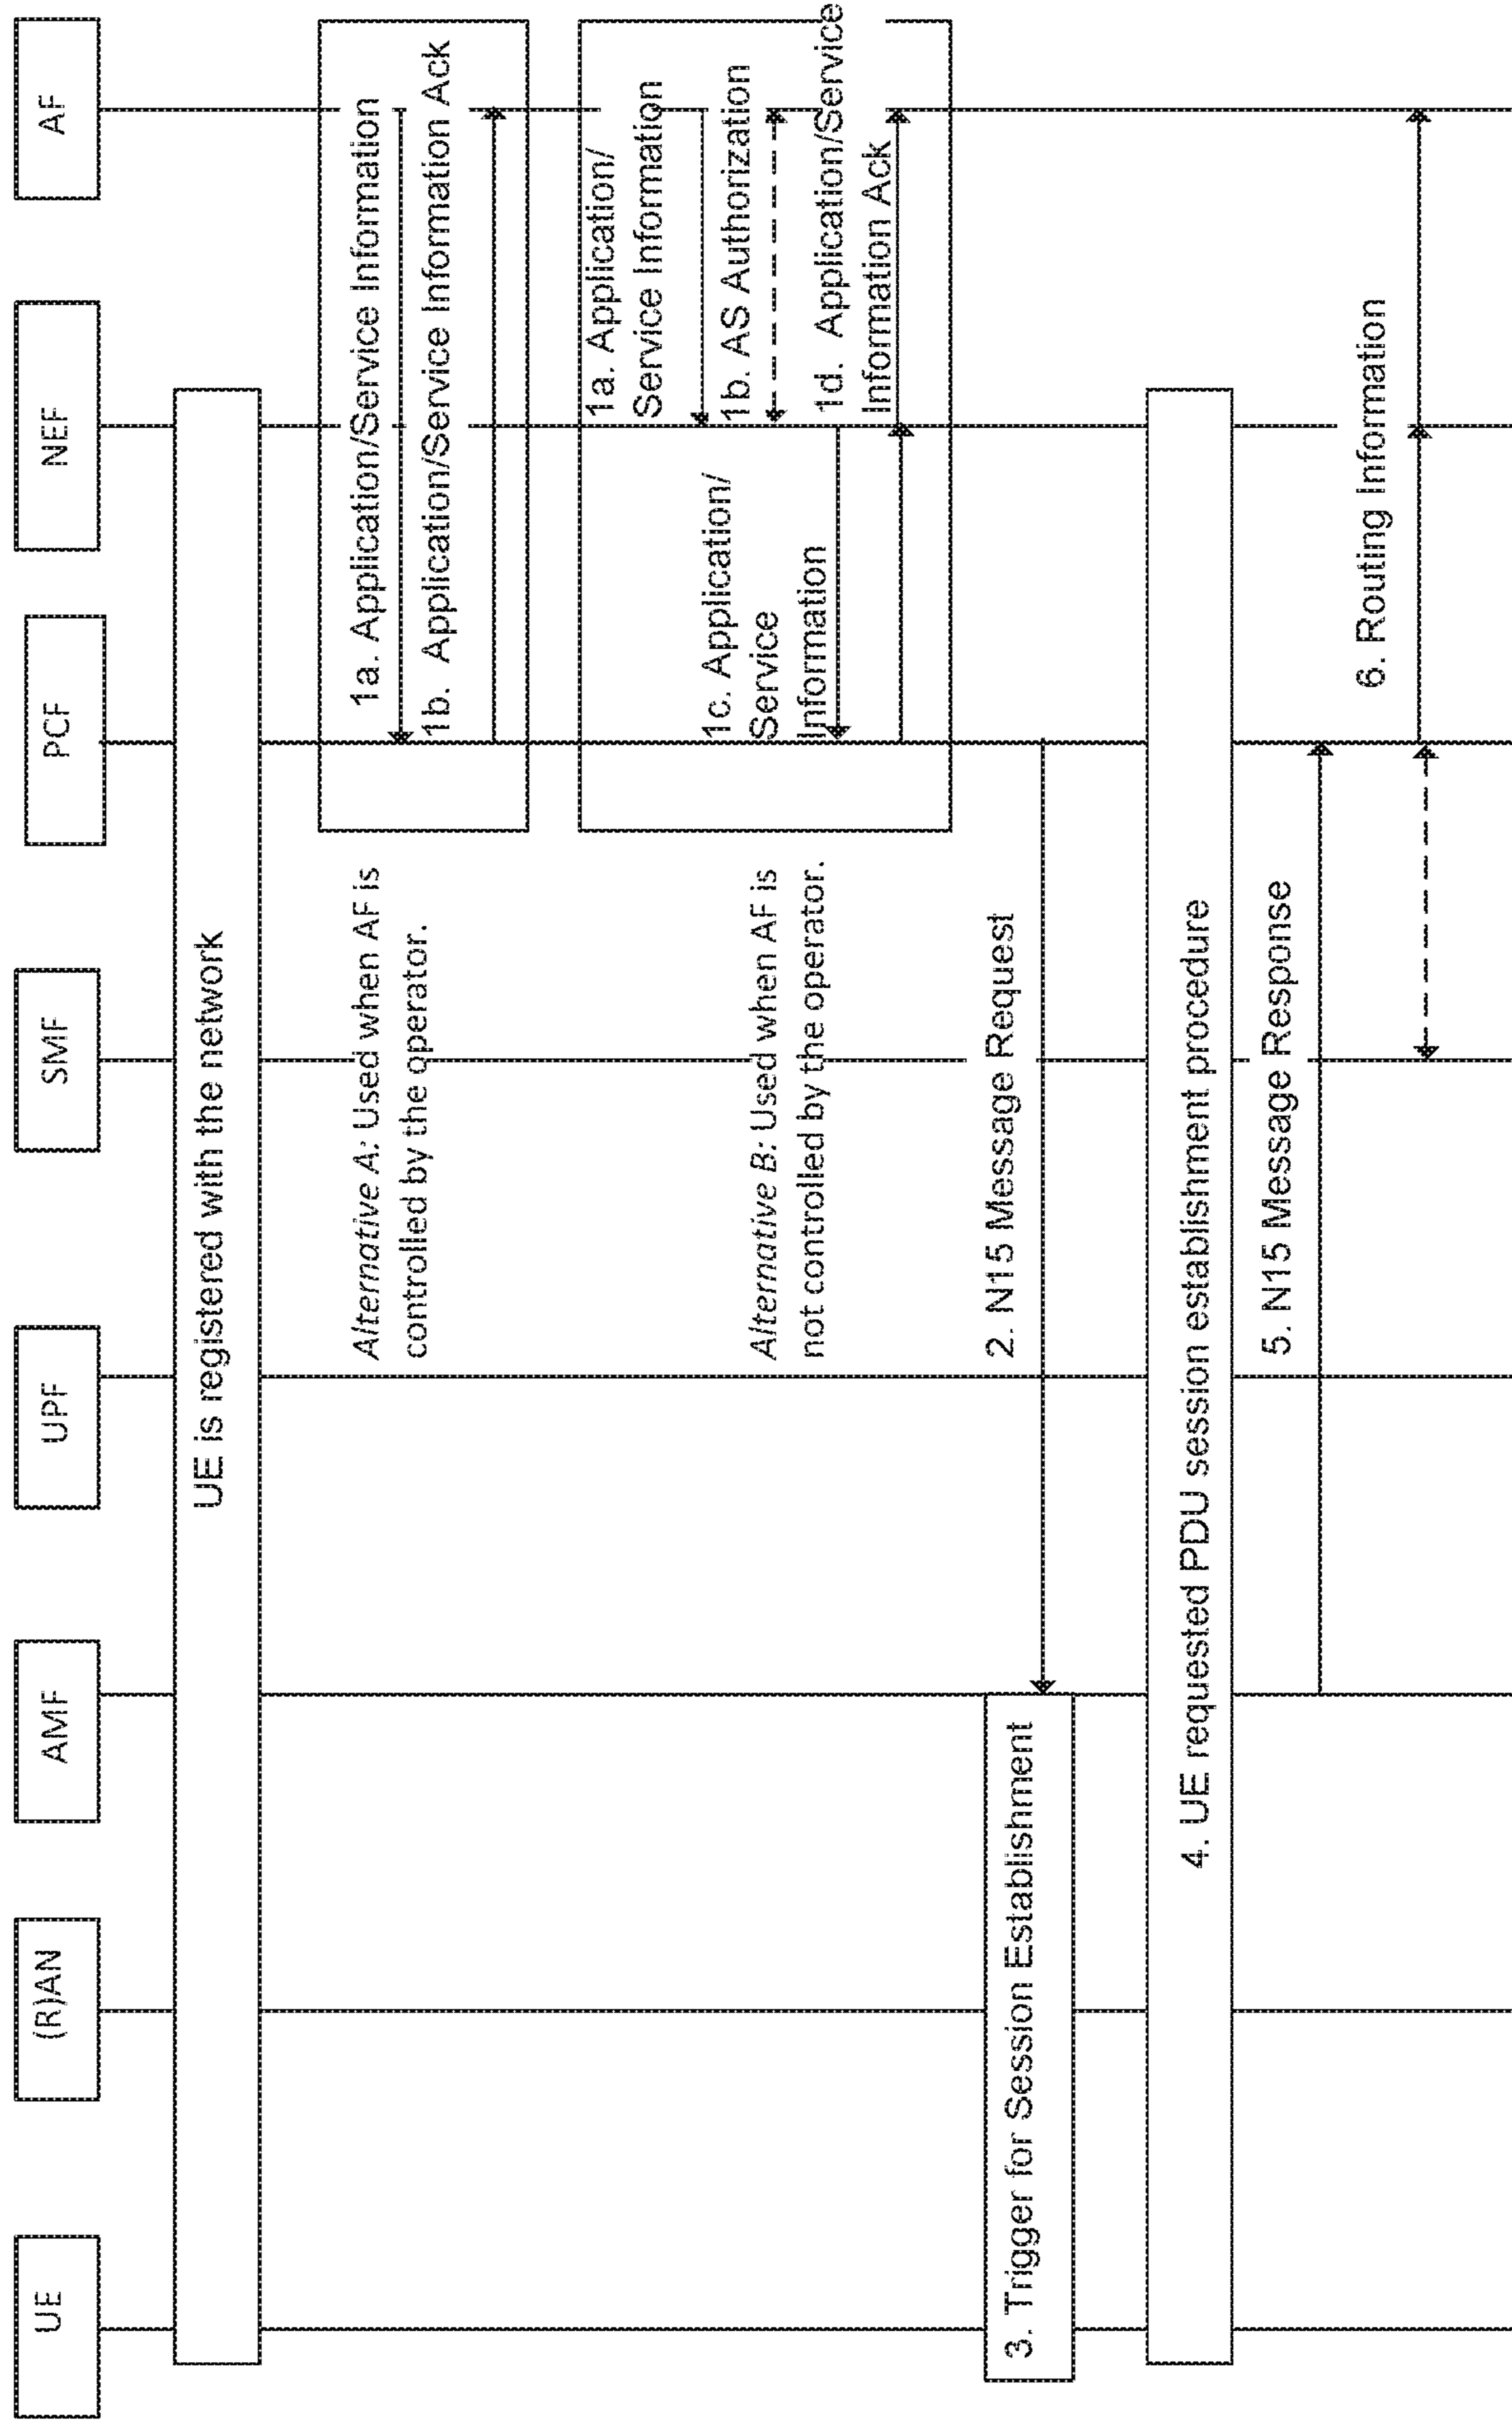 UE
(R)AN
AMF
UPF
SMF
PCF
NEF
AF
UE is registered with the network
Alternative A: Used when AF is
controlled by the operator.
1a. Application/Service Information
1b. Application/Service Information Ack
Alternative B: Used when AF is
not controlled by the operator.
1a. Application/
Service Information
1b. AS Authorization
1c. Application/
Service
Information
1d. Application/Service
Information Ack
2. N15 Message Request
3. Trigger for Session Establishment
4. UE requested PDU session establishment procedure
5. N15 Message Response
6. Routing Information